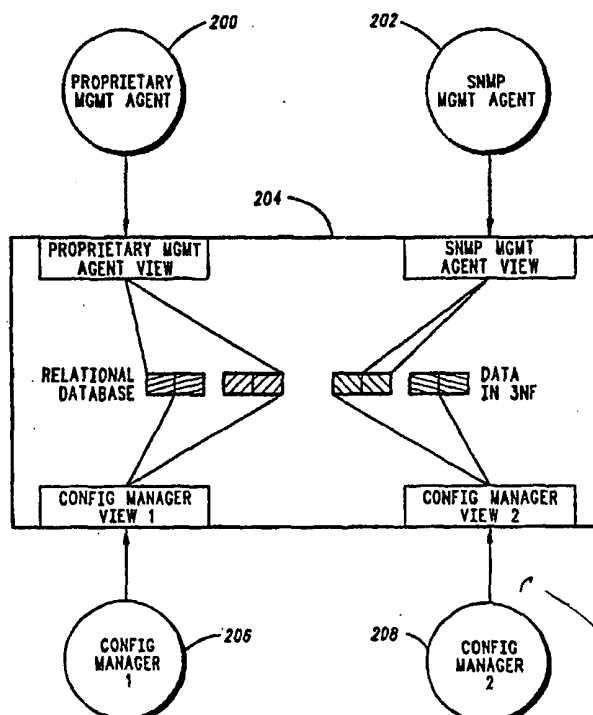 200
202
PROPRIETARY
MGMT AGENT
SNMP
MGMT AGENT
204
PROPRIETARY MGMT
AGENT VIEW
SNMP MGMT
AGENT VIEW
RELATIONAL
DATABASE
DATA
IN 3NF
CONFIG MANAGER
VIEW 1
CONFIG MANAGER
VIEW 2
CONFIG
MANAGER
1
206
208
CONFIG
MANAGER
2